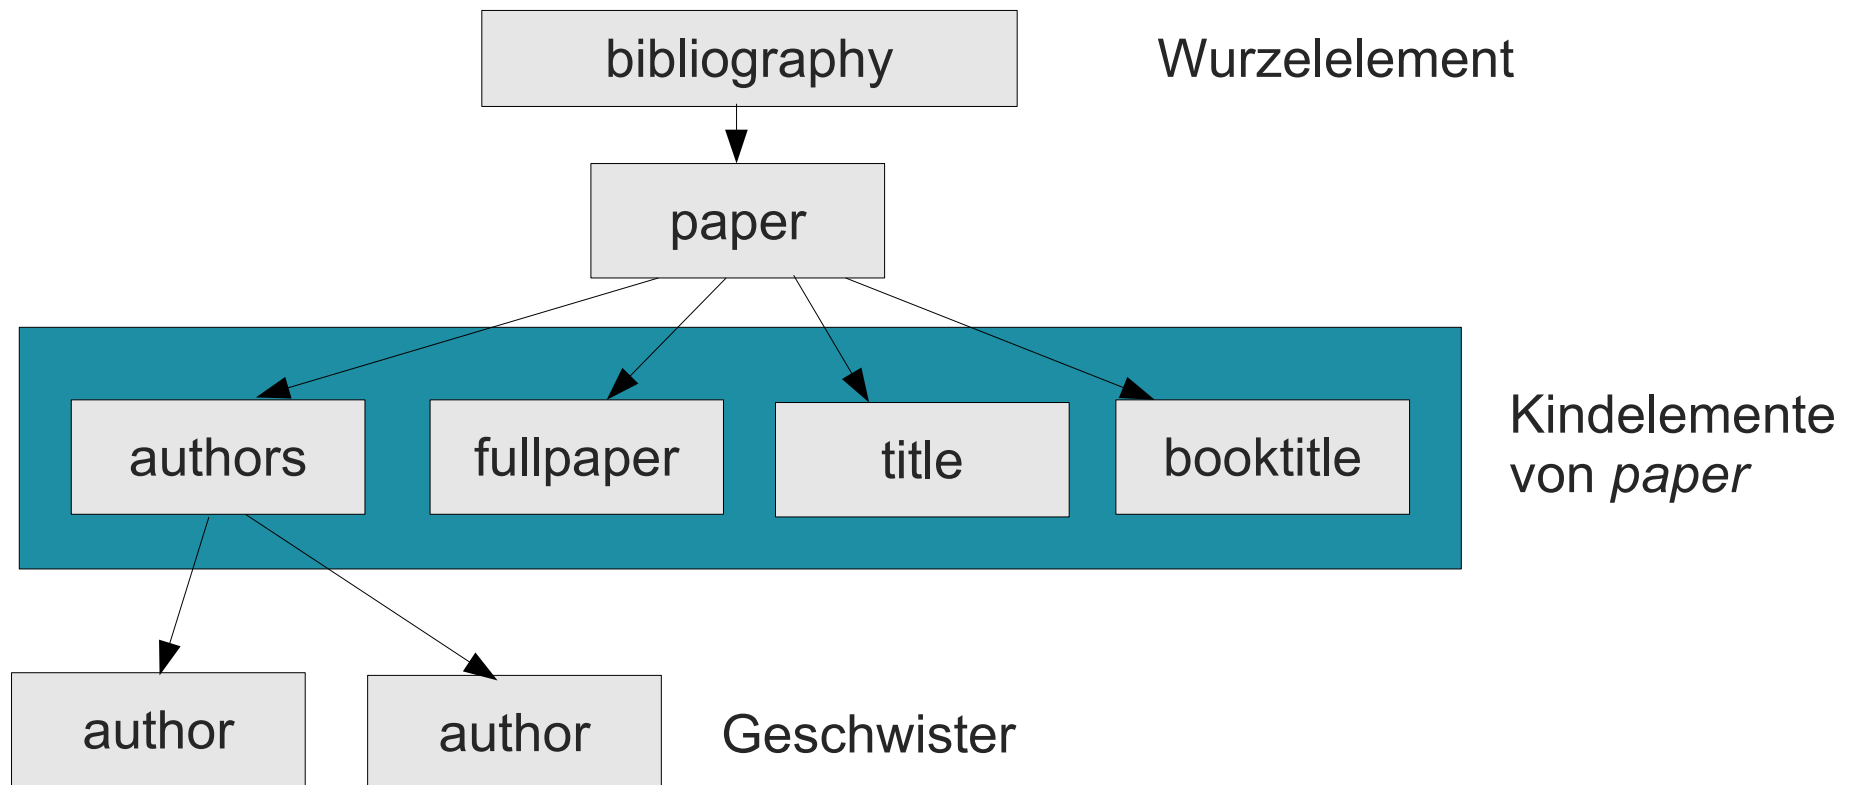 bibliography
Wurzelelement
paper
authors
fullpaper
title
booktitle
Kindelemente
von paper
author
author
Geschwister